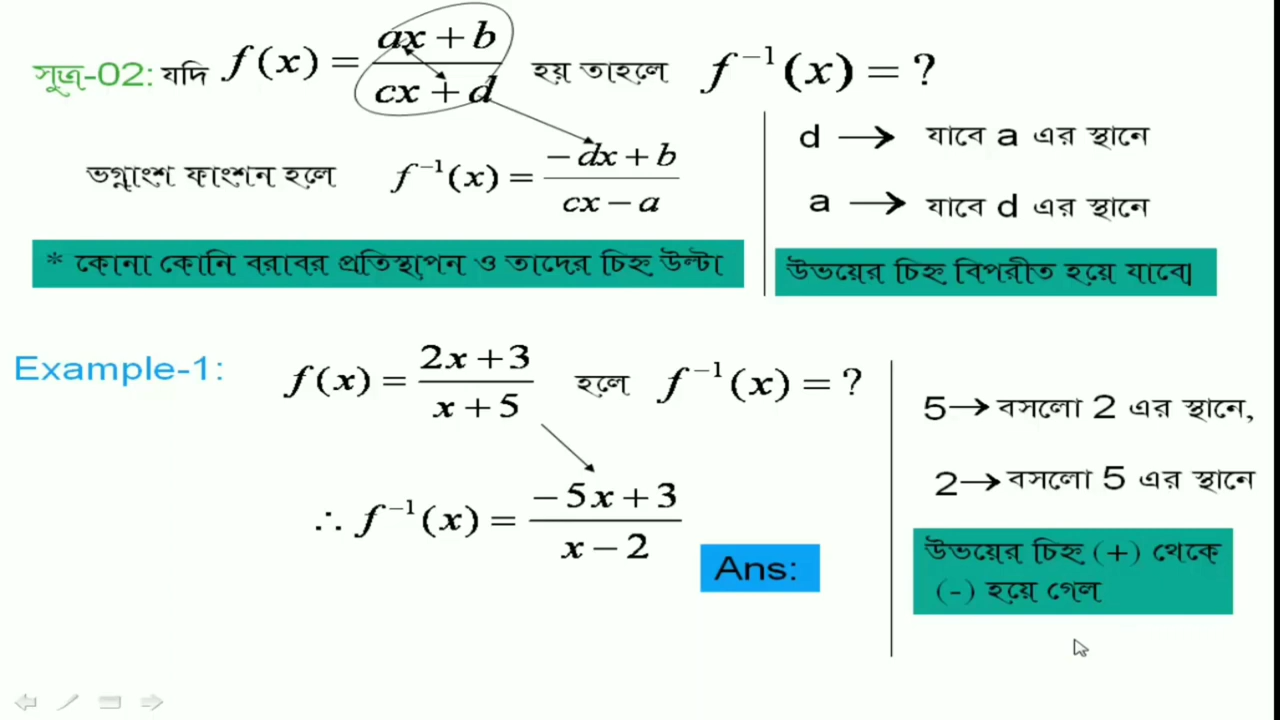 সুত্র-02: যদি f(x) = (ax + b)/(cx + d) হয় তাহলে f⁻¹(x) = ?
ভগ্নাংশ ফাংশন হলে f⁻¹(x) = (−dx + b)/(cx − a)
* কোনা কোনি বরাবর প্রতিস্থাপন ও তাদের চিহ্ন উল্টা
d → যাবে a এর স্থানে
a → যাবে d এর স্থানে
উভয়ের চিহ্ন বিপরীত হয়ে যাবে।
Example-1: f(x) = (2x + 3)/(x + 5) হলে f⁻¹(x) = ?
∴ f⁻¹(x) = (−5x + 3)/(x − 2)
Ans:
5→ বসলো 2 এর স্থানে,
2→ বসলো 5 এর স্থানে
উভয়ের চিহ্ন (+) থেকে
(-) হয়ে গেল